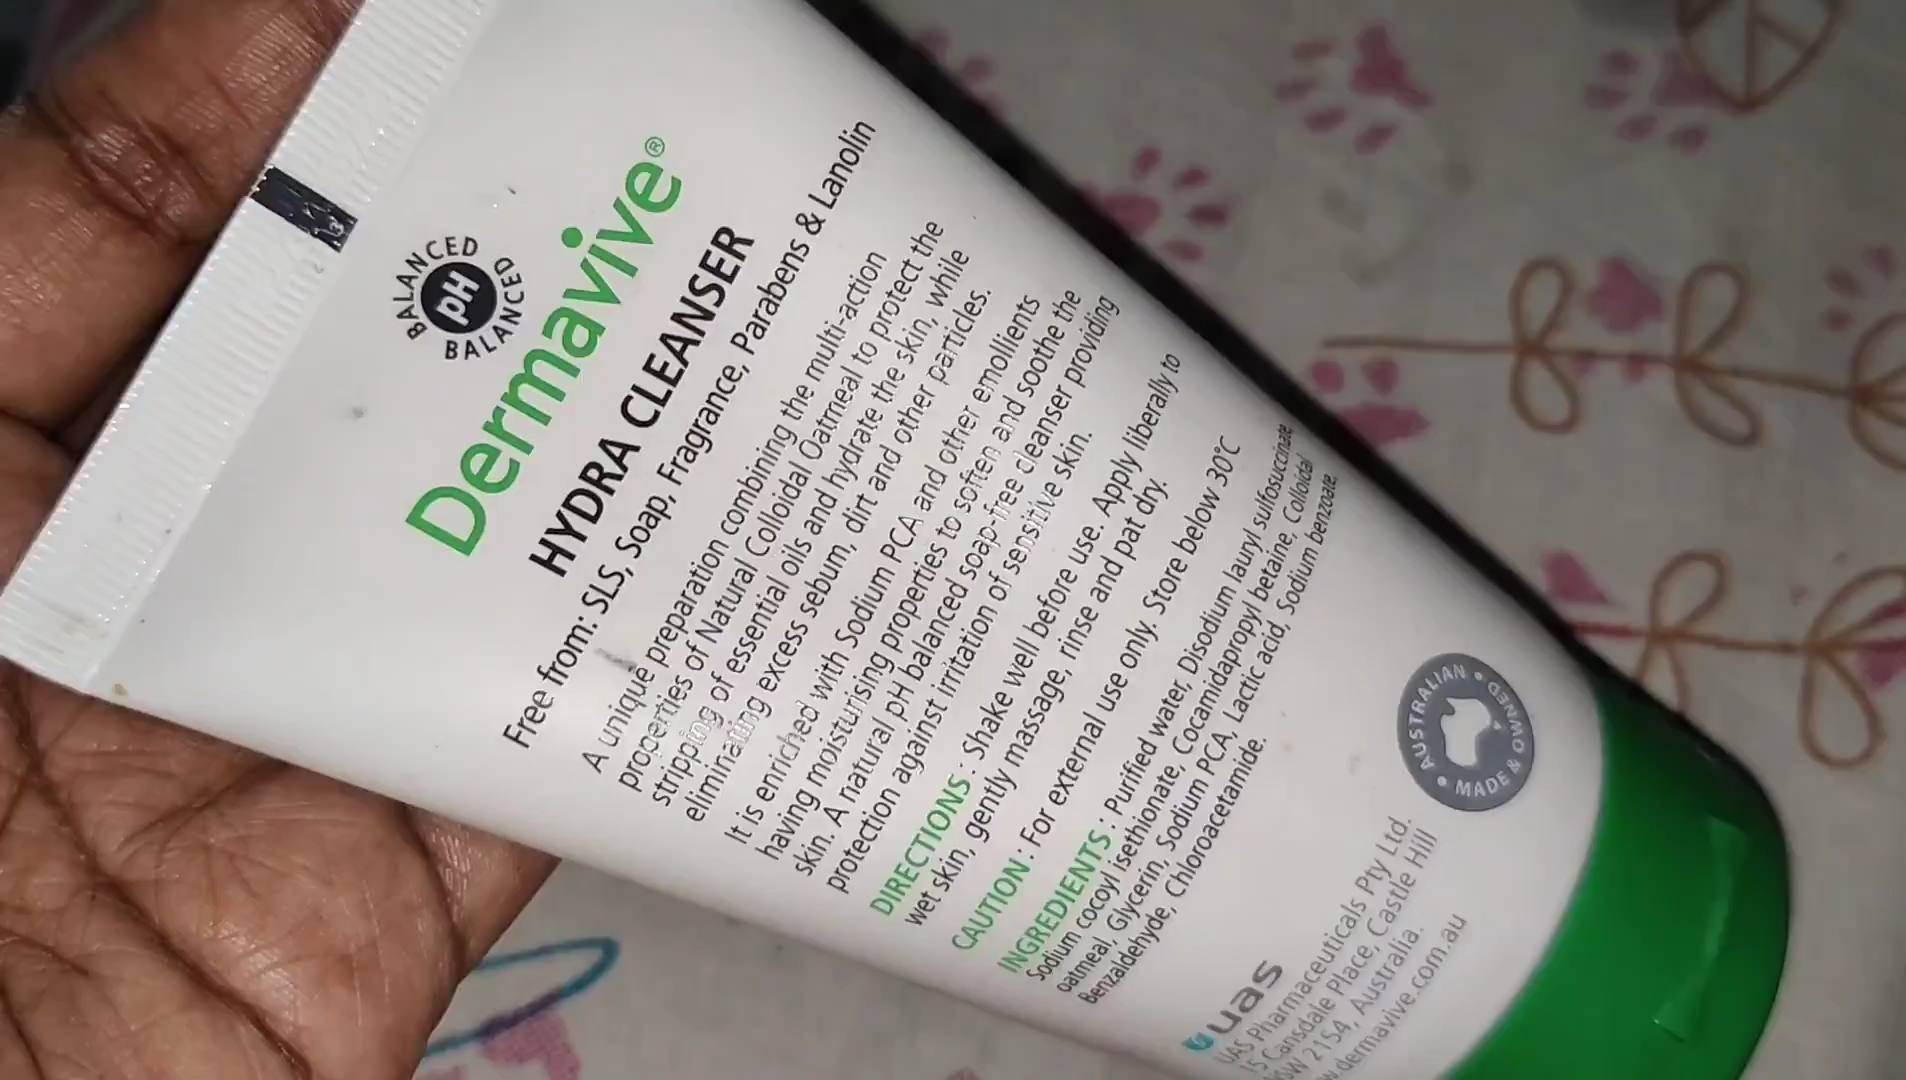 BALANCED
pH
BALANCED
Dermavive®
HYDRA CLEANSER
Free from: SLS, Soap, Fragrance, Parabens & Lanolin
A unique preparation combining the multi-action
properties of Natural Colloidal Oatmeal to protect the
stripping of essential oils and hydrate the skin, while
eliminating excess sebum, dirt and other particles.
It is enriched with Sodium PCA and other emollients
having moisturising properties to soften and soothe the
skin. A natural pH balanced soap-free cleanser providing
protection against irritation of sensitive skin.
DIRECTIONS : Shake well before use. Apply liberally to
wet skin, gently massage, rinse and pat dry.
CAUTION : For external use only. Store below 30°C
INGREDIENTS : Purified water, Disodium lauryl sulfosuccinate
Sodium cocoyl isethionate, Cocamidapropyl betaine, Colloidal
oatmeal, Glycerin, Sodium PCA, Lactic acid, Sodium benzoate,
Benzaldehyde, Chloroacetamide.
AUSTRALIAN
MADE & OWNED
uas
UAS Pharmaceuticals Pty Ltd.
15 Cansdale Place, Castle Hill
NSW 2154, Australia.
w.dermavive.com.au